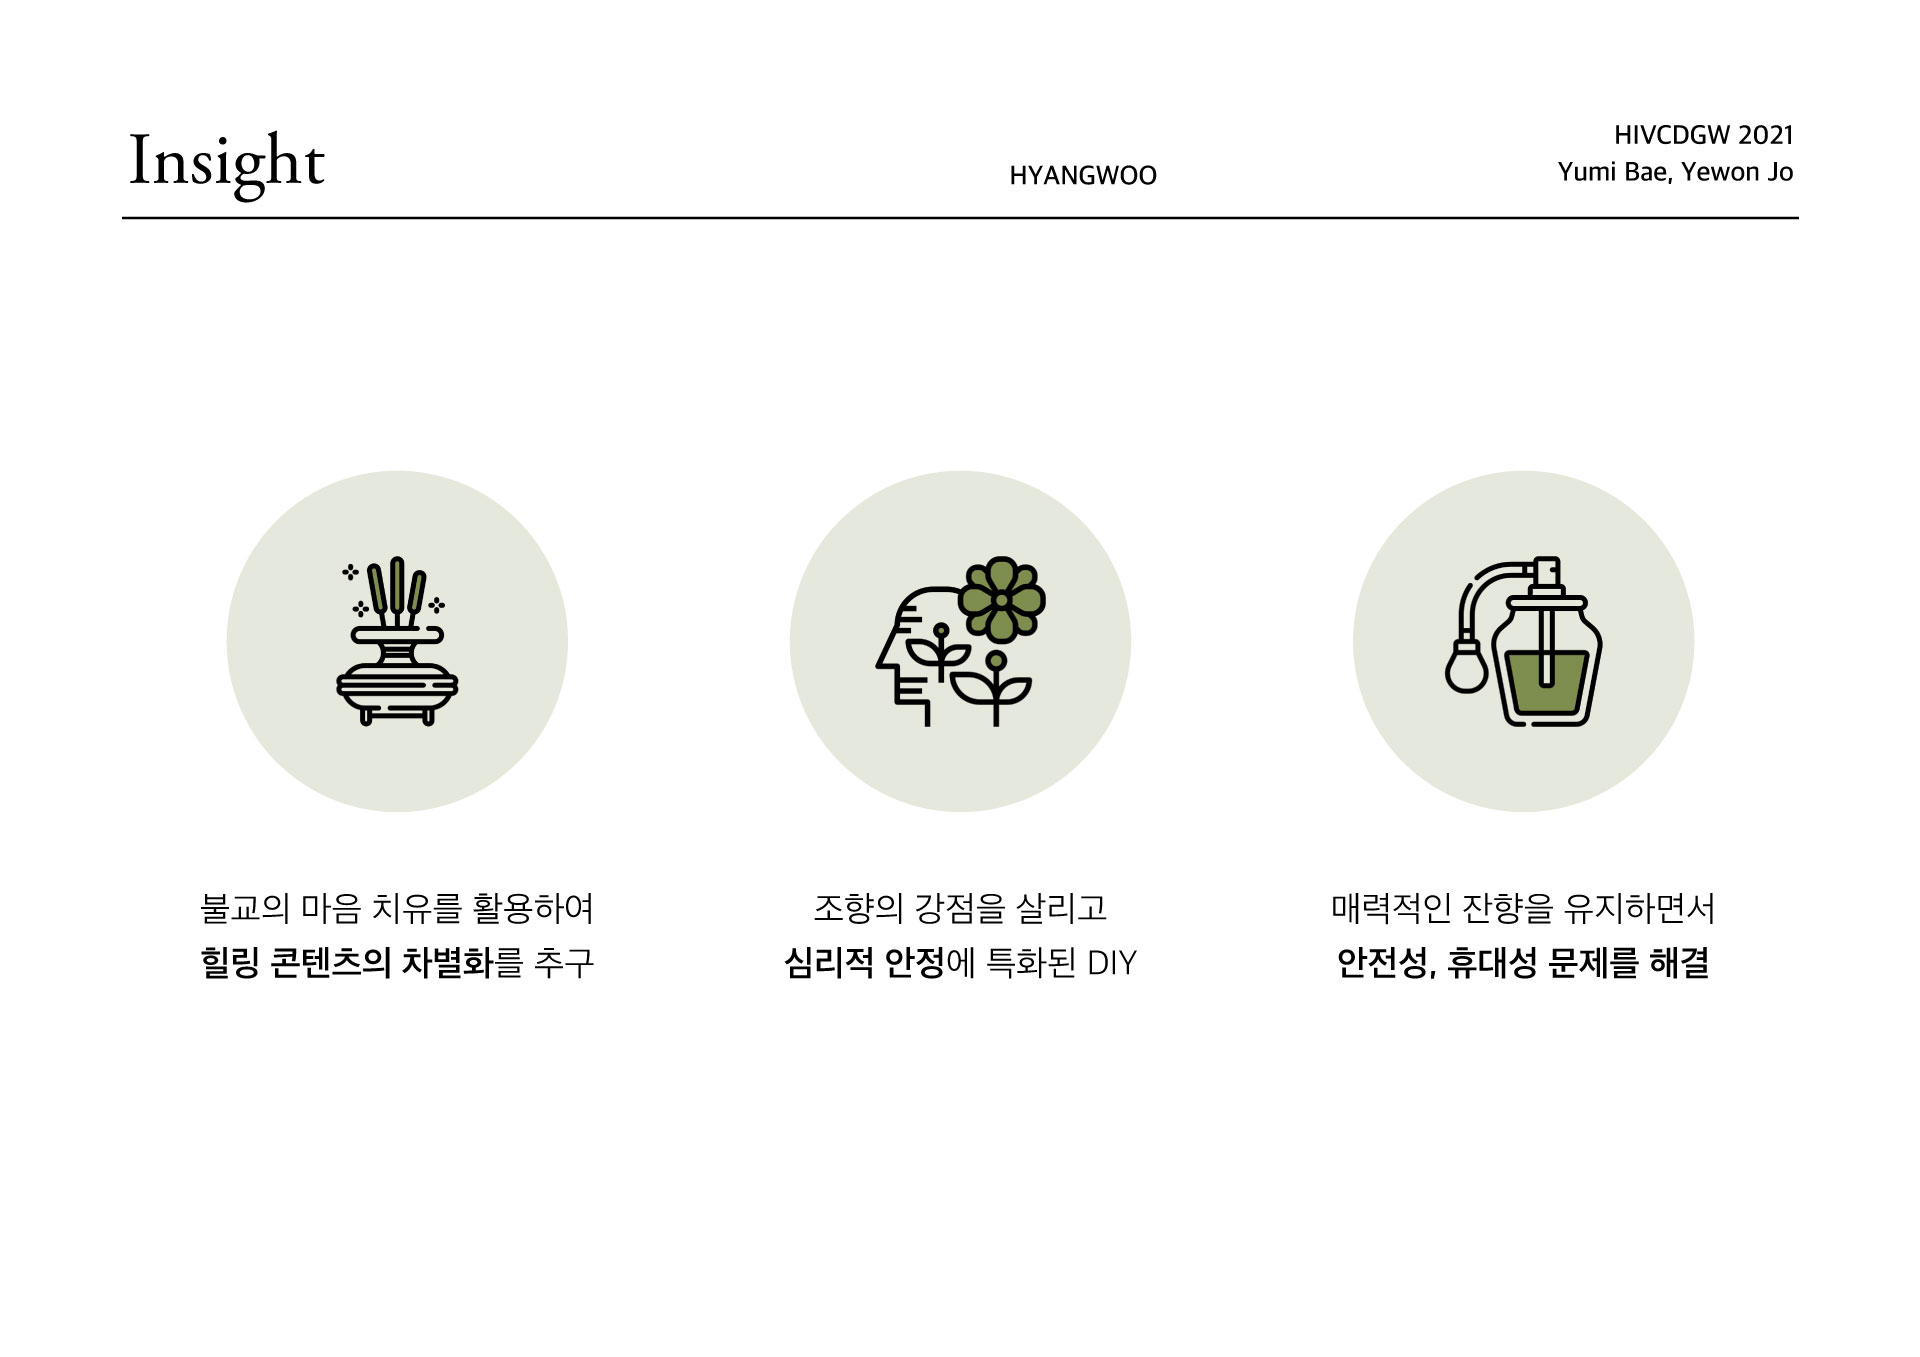 Insight
HYANGWOO
HIVCDGW 2021
Yumi Bae, Yewon Jo
불교의 마음 치유를 활용하여
힐링 콘텐츠의 차별화를 추구
조향의 강점을 살리고
심리적 안정에 특화된 DIY
매력적인 잔향을 유지하면서
안전성, 휴대성 문제를 해결